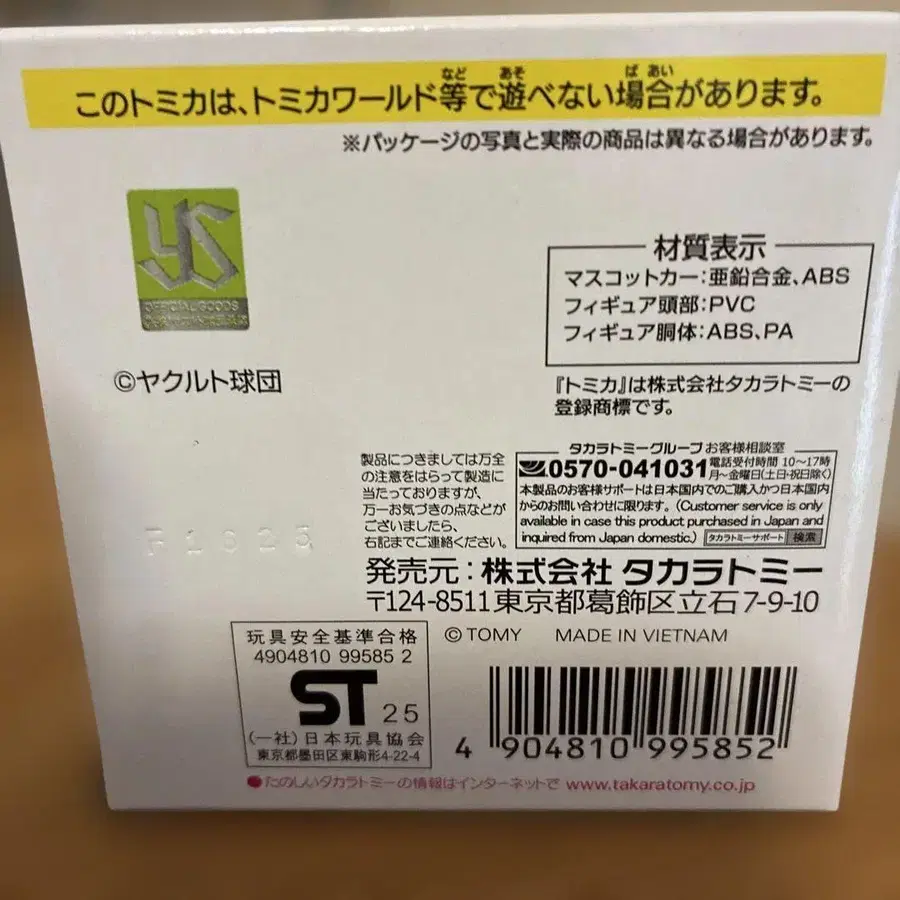 このトミカは、トミカワールド等で遊べない場合があります。
など あそ ば あい
※パッケージの写真と実際の商品は異なる場合があります。
YS
OFFICIAL GOODS
©ヤクルト球団
材質表示
マスコットカー:亜鉛合金、ABS
フィギュア頭部:PVC
フィギュア胴体:ABS、PA
『トミカ』は株式会社タカラトミーの
登録商標です。
製品につきましては万全
の注意をはらって製造に
当たっておりますが、
万一お気づきの点などが
ございましたら、
右記までご連絡ください。
タカラトミーグループ お客様相談室
0570-041031 電話受付時間 10〜17時
月〜金曜日(土日・祝日除く)
本製品のお客様サポートは日本国内でのご購入かつ日本国内
からのお問い合わせに限ります。(Customer service is only
available in case this product purchased in Japan and
inquired from Japan domestic.) タカラトミーサポート 検索
発売元:株式会社 タカラトミー
〒124-8511東京都葛飾区立石7-9-10
©TOMY MADE IN VIETNAM
玩具安全基準合格
4904810 99585 2
ST 25
(一社)日本玩具協会
東京都墨田区東駒形4-22-4
4 904810 995852
●たのしいタカラトミーの情報はインターネットで www.takaratomy.co.jp